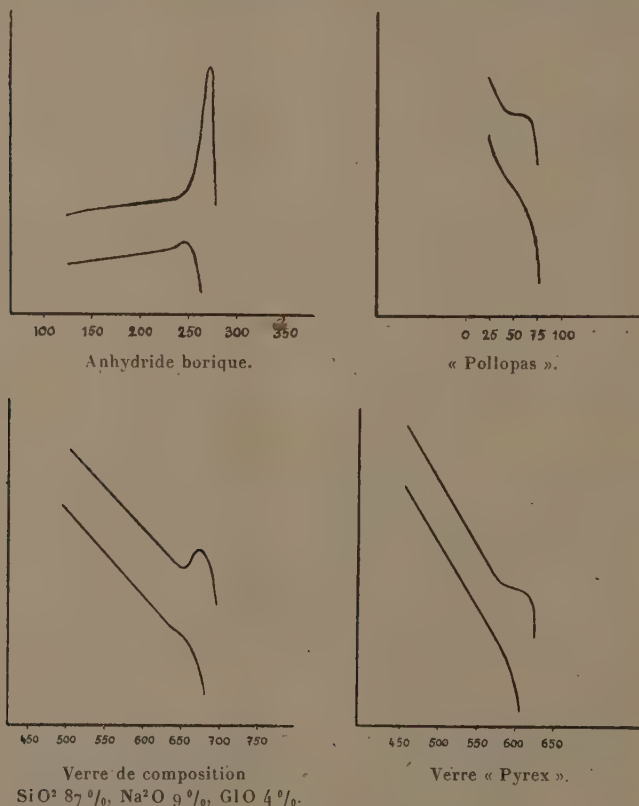 100 150 200 250 300 350
Anhydride borique.
0 25 50 75 100
« Pollopas ».
450 500 550 600 650 700 750
Verre de composition
SiO² 87 %, Na²O 9 %, GlO 4 %.
450 500 550 600 650
Verre « Pyrex ».